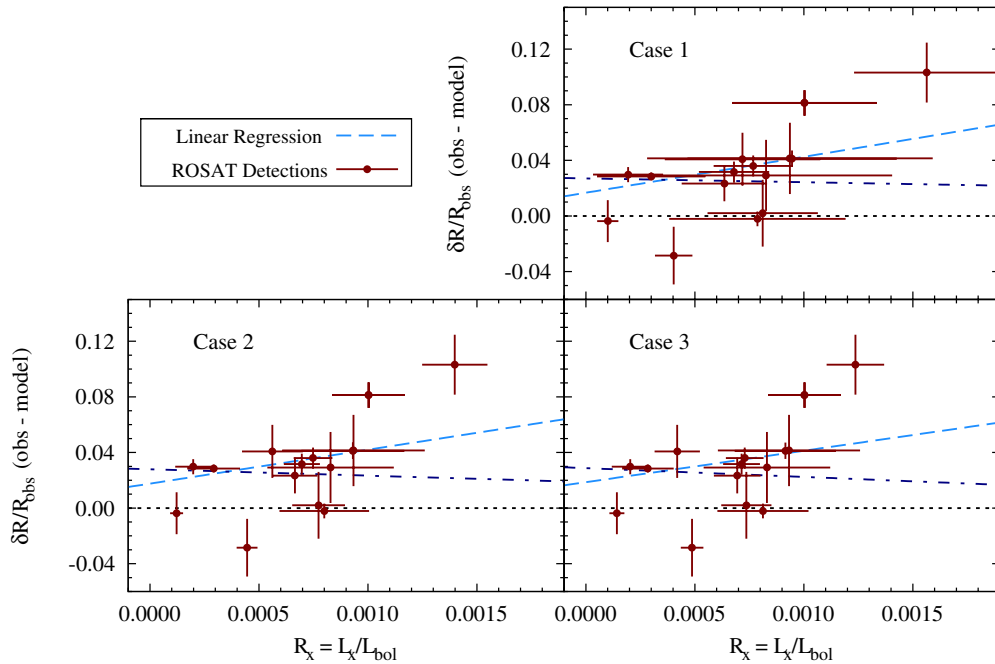 Case 1
0.12
0.08
0.04
0.00
-0.04
δR/R_obs (obs - model)
Linear Regression
ROSAT Detections
Case 2
0.12
0.08
0.04
0.00
-0.04
δR/R_obs (obs - model)
0.0000
0.0005
0.0010
0.0015
R_x = L_x/L_bol
Case 3
0.0000
0.0005
0.0010
0.0015
R_x = L_x/L_bol